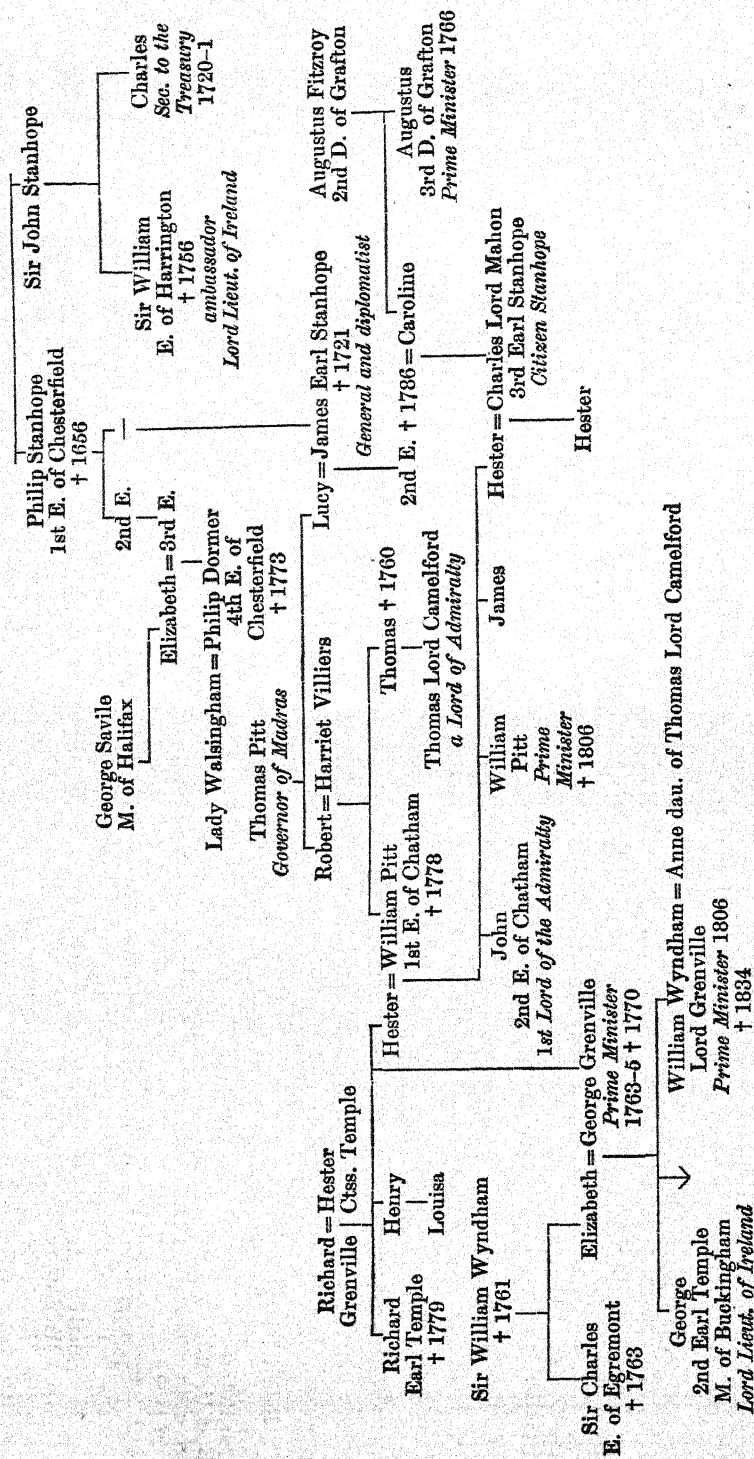 Philip Stanhope
1st E. of Chesterfield
† 1656
Sir John Stanhope
2nd E.
Sir William
E. of Harrington
† 1756
ambassador
Lord Lieut. of Ireland
Charles
Sec. to the
Treasury
1720–1
George Savile
M. of Halifax
Elizabeth = 3rd E.
Lady Walsingham = Philip Dormer
4th E. of
Chesterfield
† 1773
Thomas Pitt
Governor of Madras
Robert = Harriet Villiers
Lucy = James Earl Stanhope
† 1721
General and diplomatist
Augustus Fitzroy
2nd D. of Grafton
Richard = Hester
Grenville Ctss. Temple
Hester = William Pitt
1st E. of Chatham
† 1778
Thomas † 1760
Thomas Lord Camelford
a Lord of Admiralty
2nd E. † 1786 = Caroline
Augustus
3rd D. of Grafton
Prime Minister 1766
Richard
Earl Temple
† 1779
Henry
Louisa
John
2nd E. of Chatham
1st Lord of the Admiralty
William
Pitt
Prime
Minister
† 1806
James
Hester = Charles Lord Mahon
3rd Earl Stanhope
Citizen Stanhope
Hester
Sir William Wyndham
† 1761
Sir Charles
E. of Egremont
† 1763
Elizabeth = George Grenville
Prime Minister
1763–5 † 1770
George
2nd Earl Temple
M. of Buckingham
Lord Lieut. of Ireland
William Wyndham = Anne dau. of Thomas Lord Camelford
Lord Grenville
Prime Minister 1806
† 1834